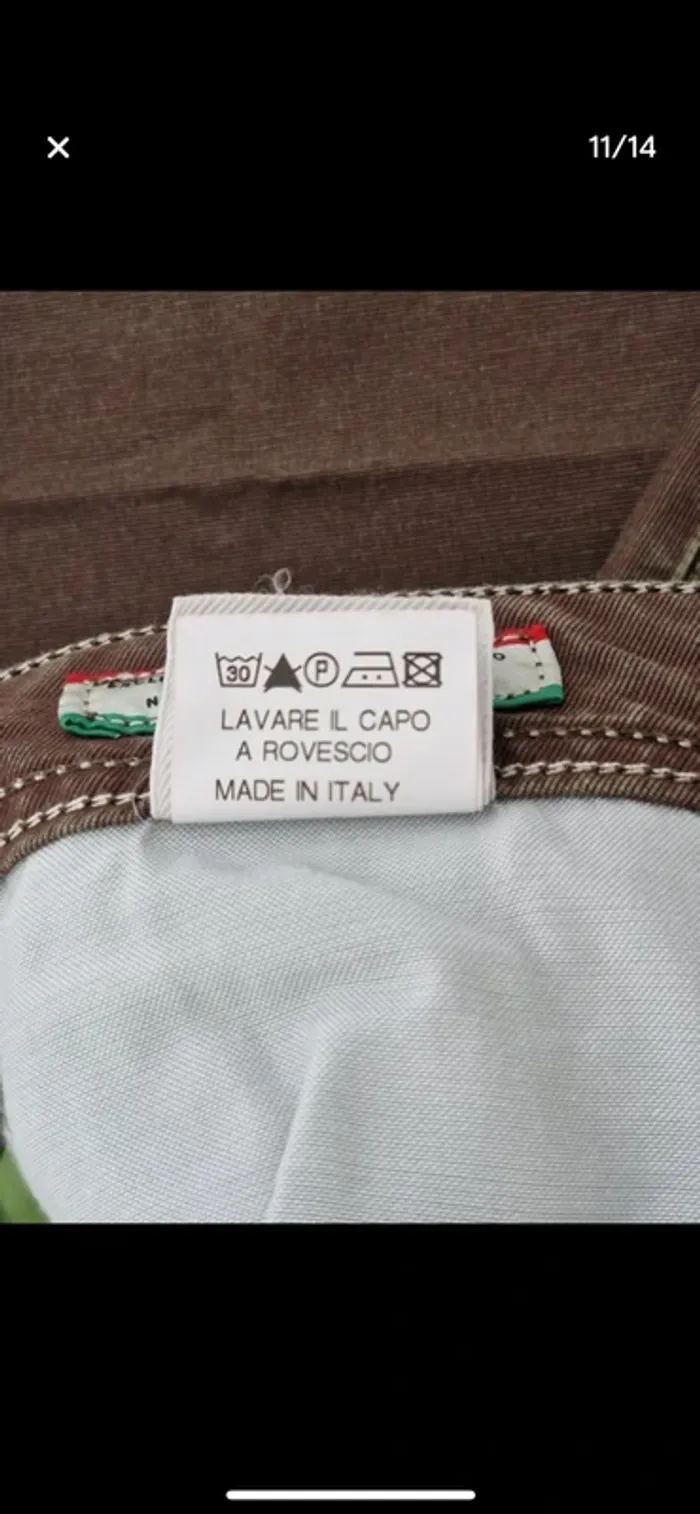 11/14
30 P
LAVARE IL CAPO
A ROVESCIO
MADE IN ITALY